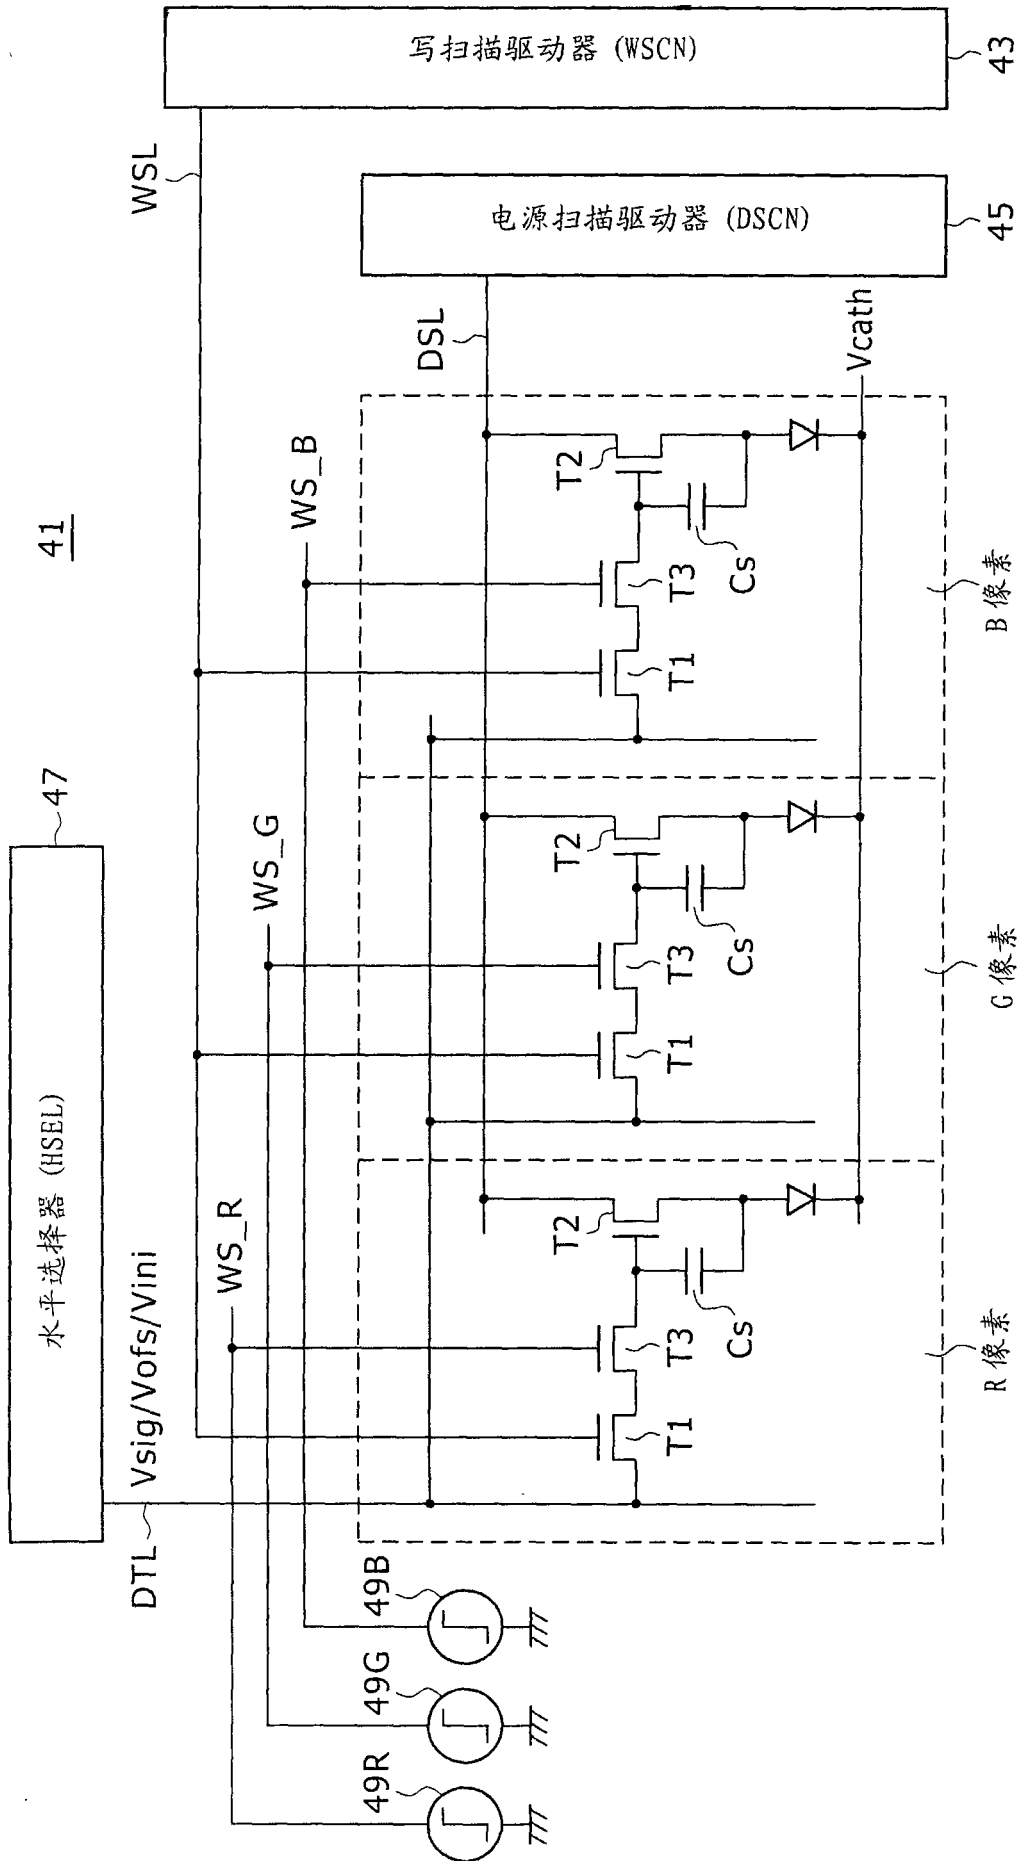 41
水平选择器 (HSEL)
47
写扫描驱动器 (WSCN)
43
DTL
Vsig/Vofs/Vini
WSL
WS_R
WS_G
WS_B
49R
49G
49B
电源扫描驱动器 (DSCN)
45
DSL
T1
T3
T2
Cs
T1
T3
T2
Cs
T1
T3
T2
Cs
Vcath
R 像素
G 像素
B 像素